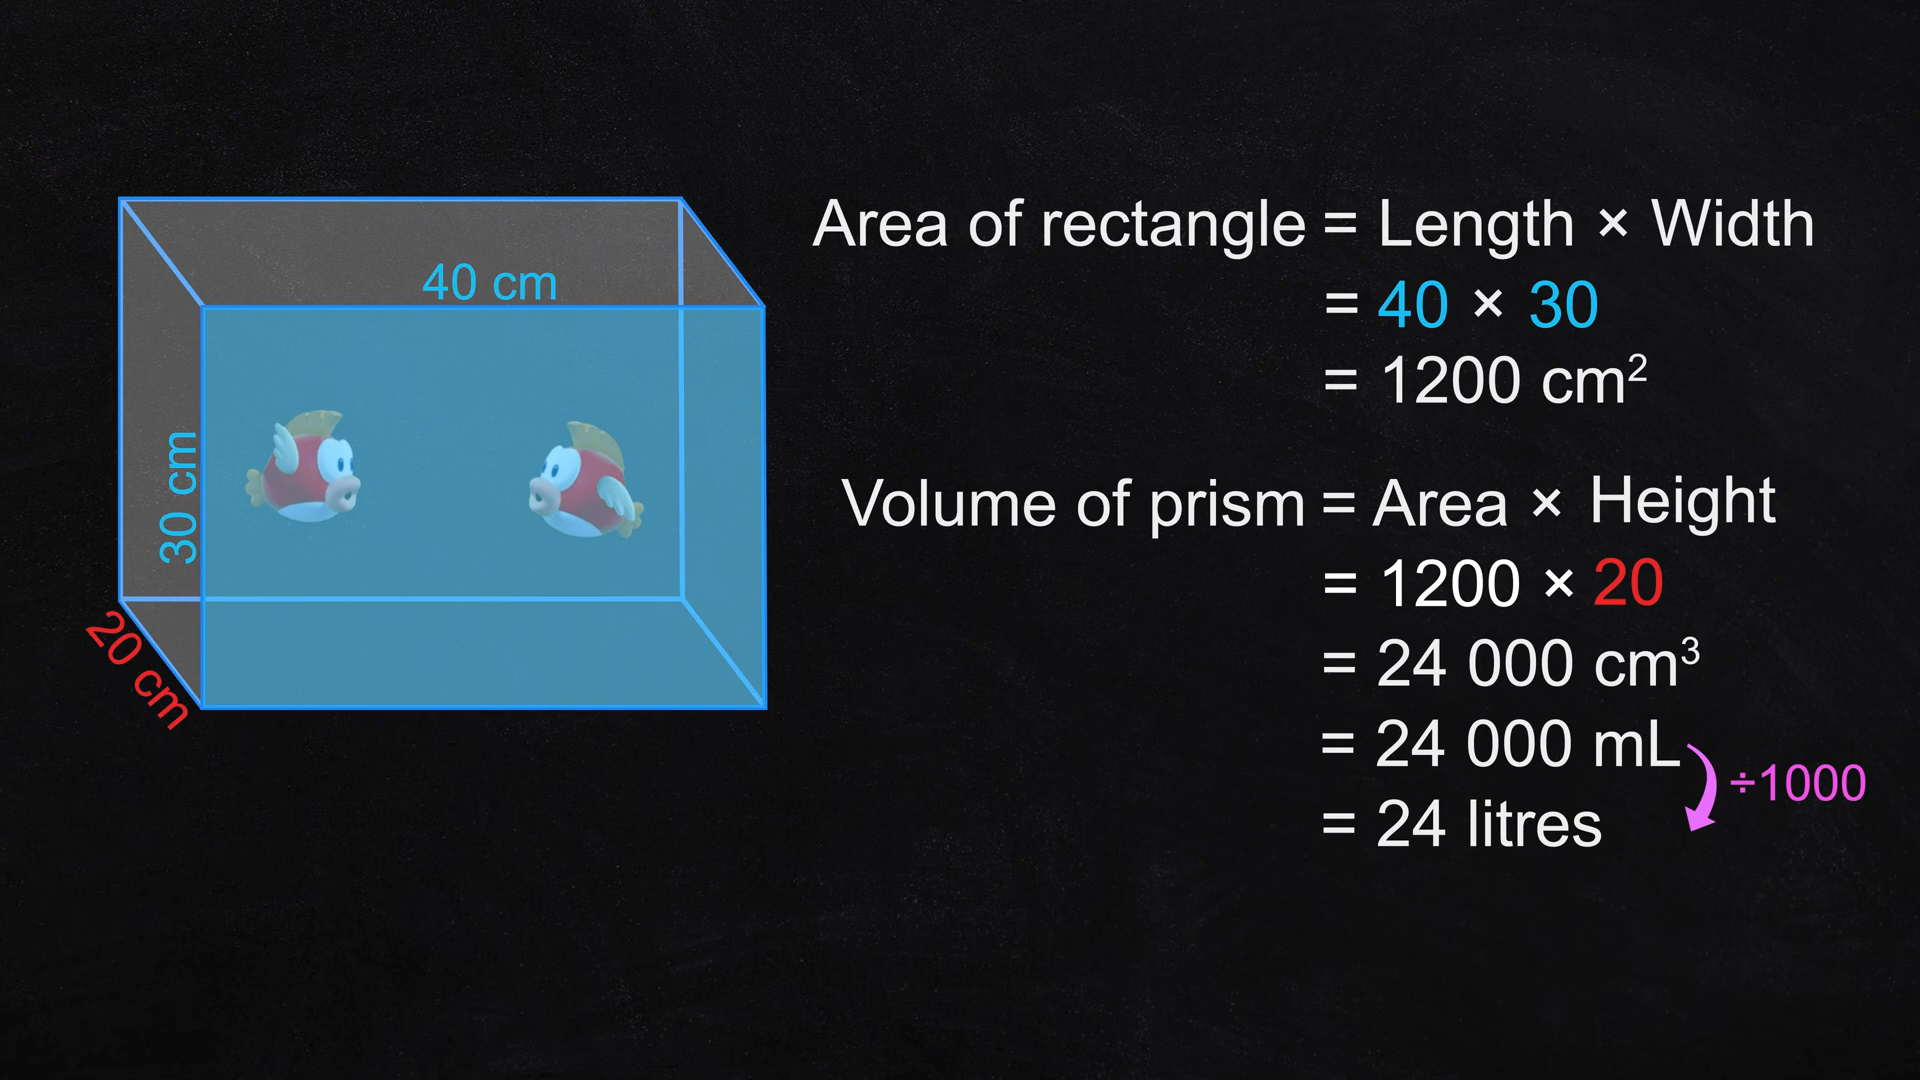 40 cm
30 cm
20 cm
Area of rectangle = Length × Width
= 40 × 30
= 1200 cm²
Volume of prism = Area × Height
= 1200 × 20
= 24 000 cm³
= 24 000 mL
÷1000
= 24 litres